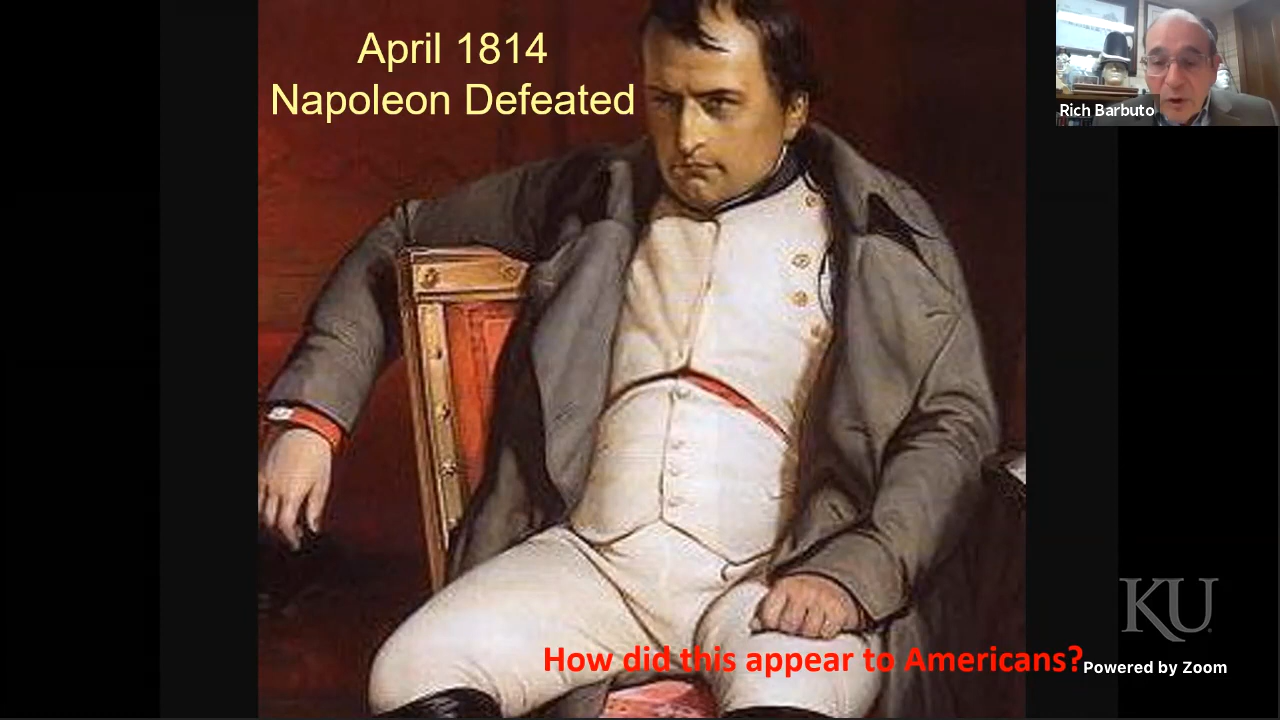 April 1814
Napoleon Defeated
Rich Barbuto
KU
How did this appear to Americans?
Powered by Zoom